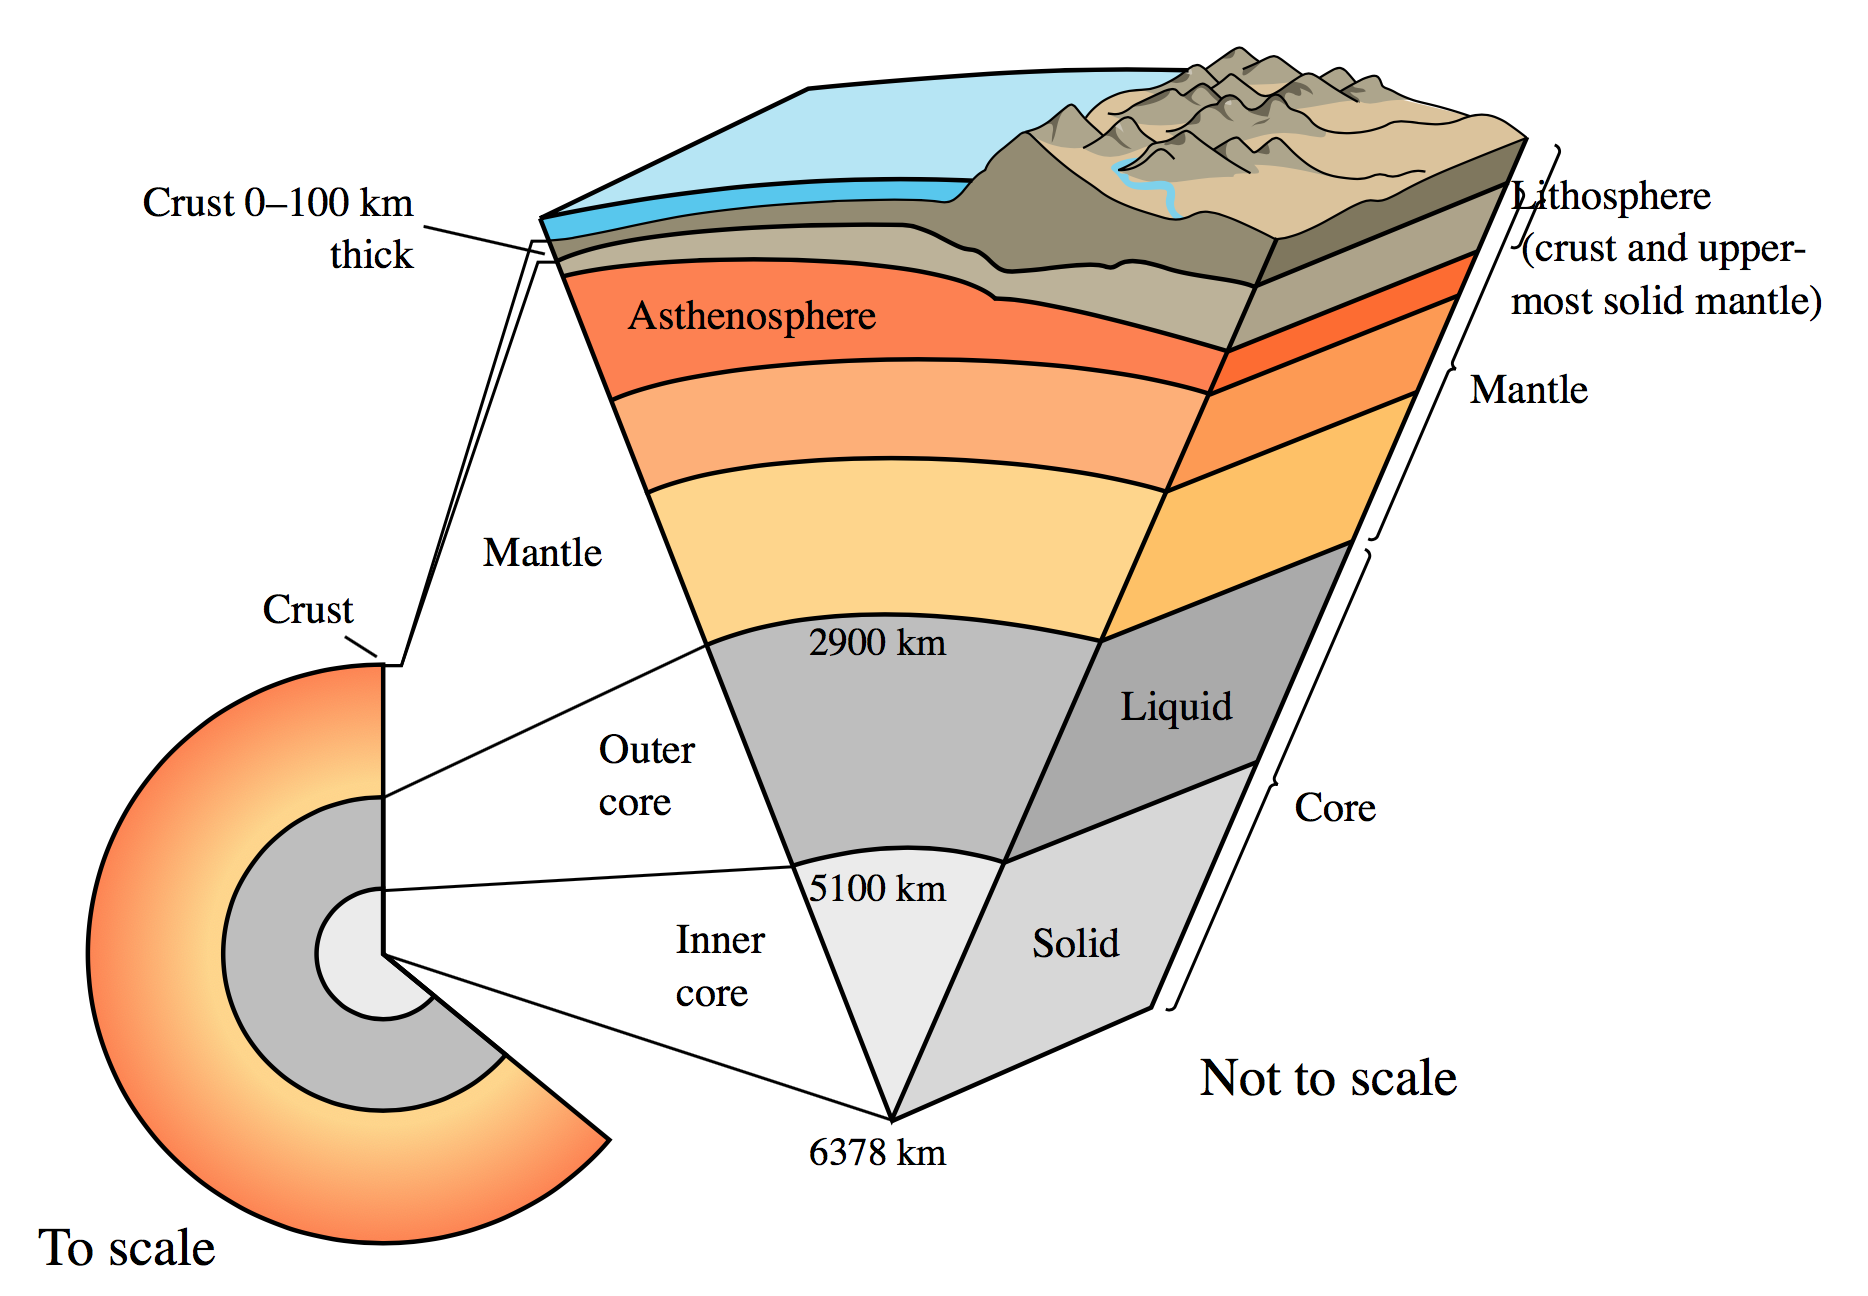 Crust 0–100 km
thick
Lithosphere
(crust and upper-
most solid mantle)
Asthenosphere
Mantle
Mantle
Crust
2900 km
Liquid
Outer
core
Core
5100 km
Inner
core
Solid
Not to scale
6378 km
To scale